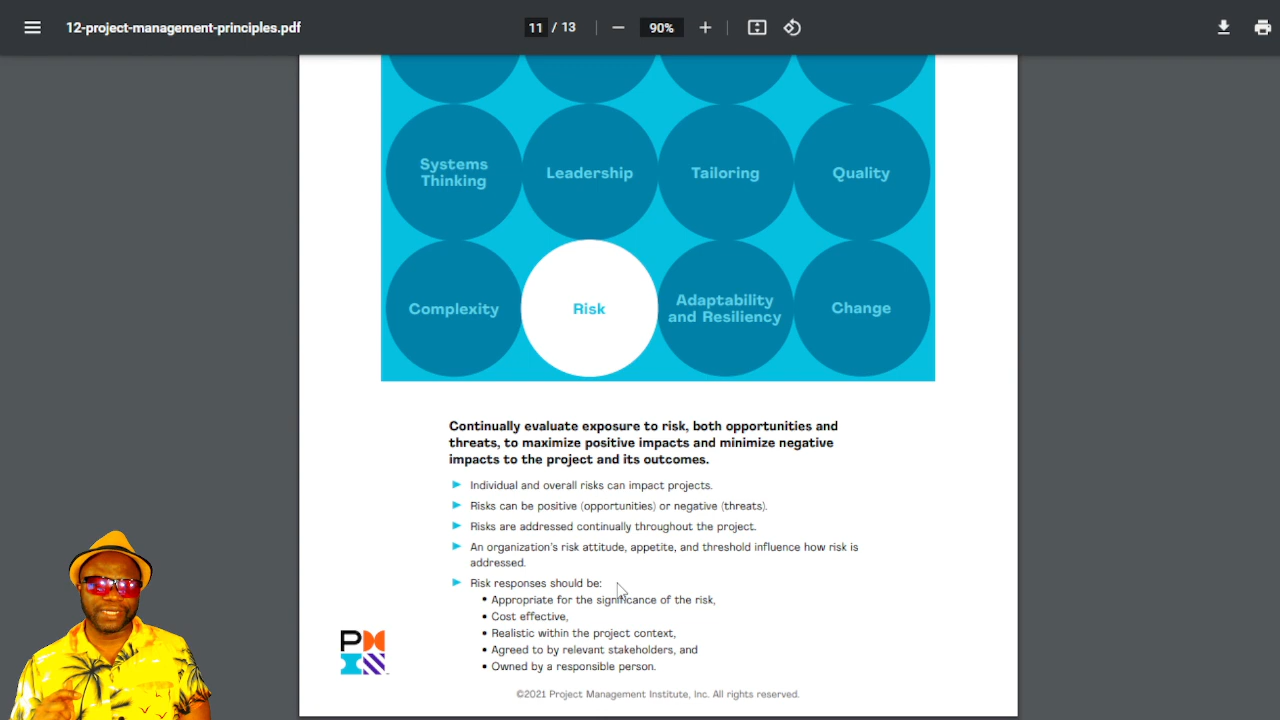 12-project-management-principles.pdf
11 / 13
90%
Systems
Thinking
Leadership
Tailoring
Quality
Complexity
Risk
Adaptability
and Resiliency
Change
Continually evaluate exposure to risk, both opportunities and
threats, to maximize positive impacts and minimize negative
impacts to the project and its outcomes.
Individual and overall risks can impact projects.
Risks can be positive (opportunities) or negative (threats).
Risks are addressed continually throughout the project.
An organization's risk attitude, appetite, and threshold influence how risk is
addressed.
Risk responses should be:
• Appropriate for the significance of the risk,
• Cost effective,
• Realistic within the project context,
• Agreed to by relevant stakeholders, and
• Owned by a responsible person.
©2021 Project Management Institute, Inc. All rights reserved.